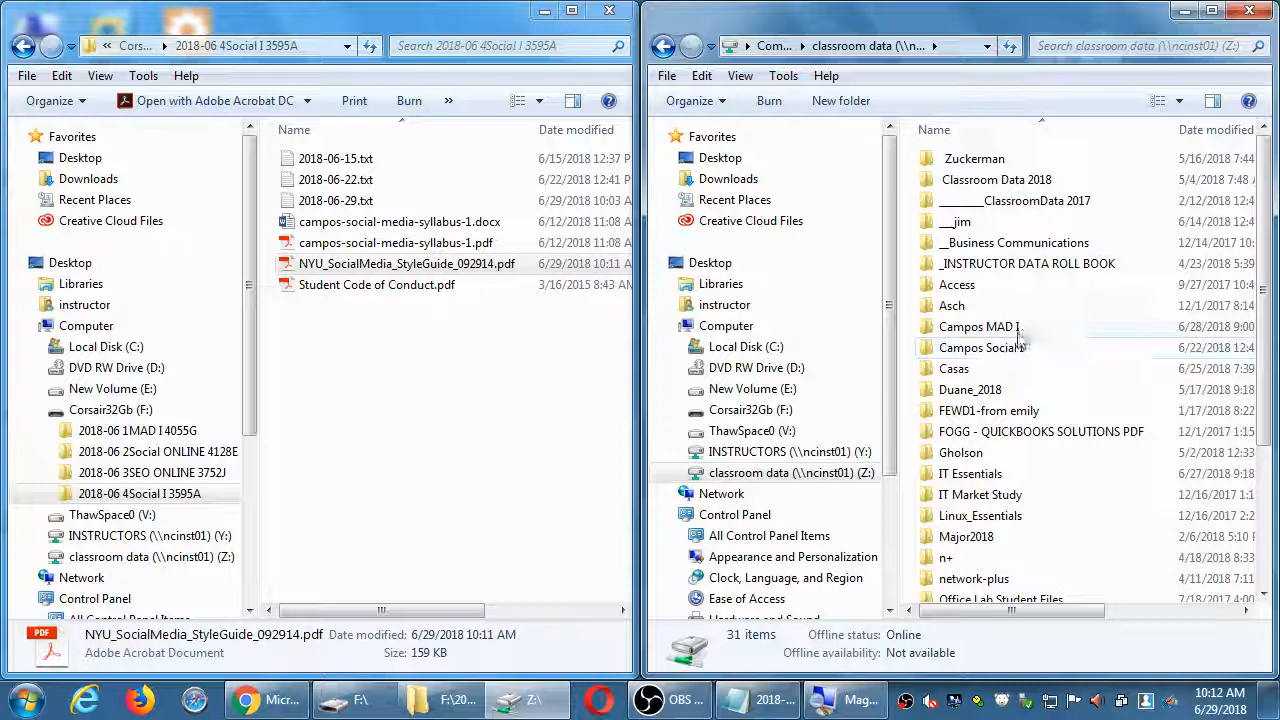 Cors...
2018-06 4Social I 3595A
Search 2018-06 4Social I 3595A
File Edit View Tools Help
Organize Open with Adobe Acrobat DC Print Burn »
Favorites
Desktop
Downloads
Recent Places
Creative Cloud Files
Desktop
Libraries
instructor
Computer
Local Disk (C:)
DVD RW Drive (D:)
New Volume (E:)
Corsair32Gb (F:)
2018-06 1MAD I 4055G
2018-06 2Social ONLINE 4128E
2018-06 3SEO ONLINE 3752J
2018-06 4Social I 3595A
ThawSpace0 (V:)
INSTRUCTORS (\\ncinst01) (Y:)
classroom data (\\ncinst01) (Z:)
Network
Control Panel
All Control Panel Items
Name Date modified
2018-06-15.txt 6/15/2018 12:37 P
2018-06-22.txt 6/22/2018 12:41 P
2018-06-29.txt 6/29/2018 10:03 A
campos-social-media-syllabus-1.docx 6/12/2018 11:08 A
campos-social-media-syllabus-1.pdf 6/12/2018 11:08 A
NYU_SocialMedia_StyleGuide_092914.pdf 6/29/2018 10:11 A
Student Code of Conduct.pdf 3/16/2015 8:43 AM
PDF
NYU_SocialMedia_StyleGuide_092914.pdf Date modified: 6/29/2018 10:11 AM
Adobe Acrobat Document Size: 159 KB
Com...
classroom data (\\n...
Search classroom data (\\ncinst01) (Z:)
File Edit View Tools Help
Organize Burn New folder
Favorites
Desktop
Downloads
Recent Places
Creative Cloud Files
Desktop
Libraries
instructor
Computer
Local Disk (C:)
DVD RW Drive (D:)
New Volume (E:)
Corsair32Gb (F:)
ThawSpace0 (V:)
INSTRUCTORS (\\ncinst01) (Y:)
classroom data (\\ncinst01) (Z:)
Network
Control Panel
All Control Panel Items
Appearance and Personalization
Clock, Language, and Region
Ease of Access
Hardware and Sound
Name Date modified
Zuckerman 5/16/2018 7:44
Classroom Data 2018 5/4/2018 7:48
________ClassroomData 2017 2/12/2018 12:4
___jim 6/14/2018 12:4
__Business Communications 12/14/2017 10:
_INSTRUCTOR DATA ROLL BOOK 4/23/2018 5:39
Access 9/27/2017 10:4
Asch 12/1/2017 8:14
Campos MAD I 6/28/2018 9:00
Campos Social 6/22/2018 12:4
Casas 6/25/2018 7:39
Duane_2018 5/17/2018 9:18
FEWD1-from emily 1/17/2018 8:22
FOGG - QUICKBOOKS SOLUTIONS PDF 12/1/2017 1:15
Gholson 5/2/2018 12:33
IT Essentials 6/27/2018 9:18
IT Market Study 12/16/2017 1:1
Linux_Essentials 12/16/2017 2:2
Major2018 2/6/2018 5:10 P
n+ 4/18/2018 8:33
network-plus 4/11/2018 7:11
Office Lab Student Files 7/18/2017 4:00
31 items Offline status: Online
Offline availability: Not available
Micr...
F:\
F:\20...
Z:\
OBS ...
2018-...
Mag...
10:12 AM
6/29/2018